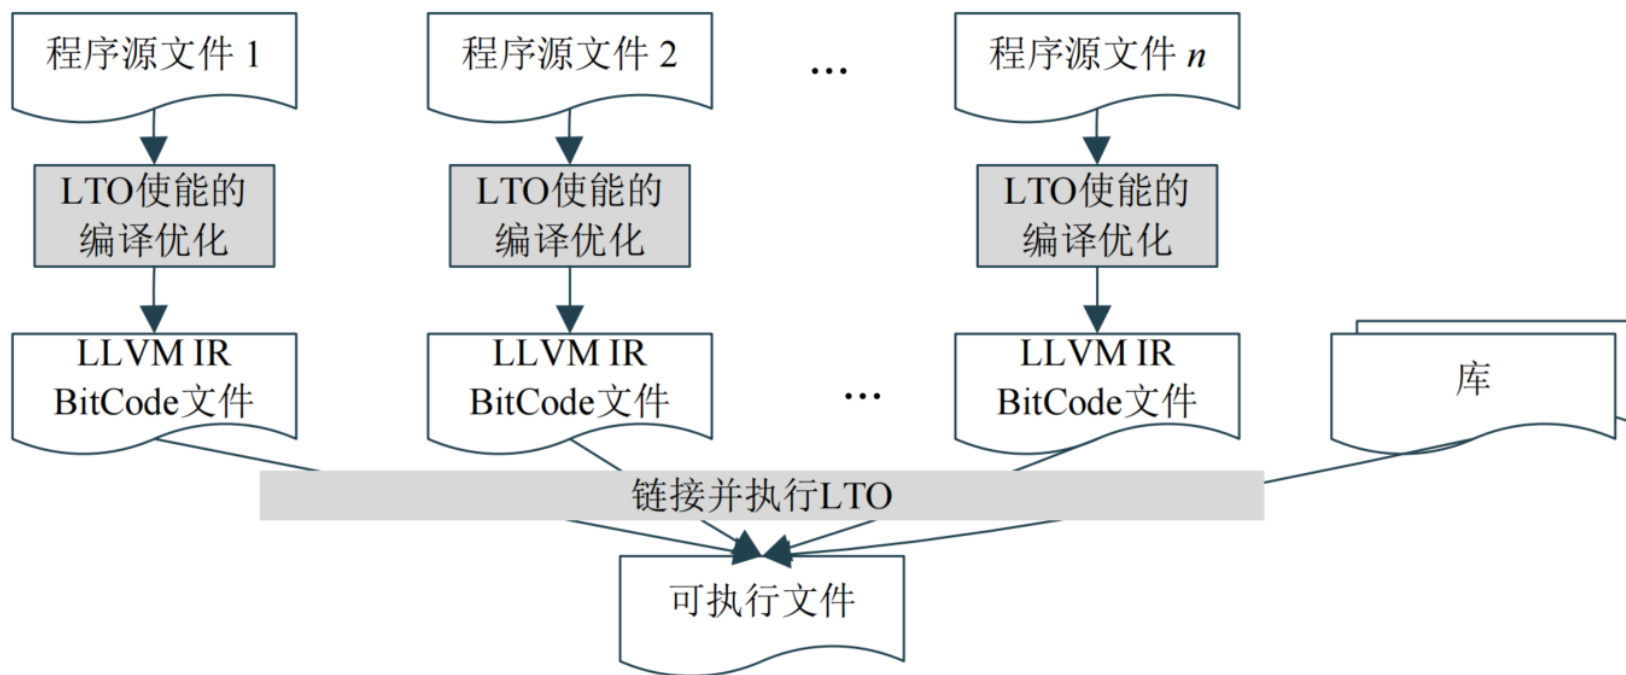 程序源文件 1
程序源文件 2
...
程序源文件 n
LTO使能的
编译优化
LTO使能的
编译优化
LTO使能的
编译优化
LLVM IR
BitCode文件
LLVM IR
BitCode文件
...
LLVM IR
BitCode文件
库
链接并执行LTO
可执行文件